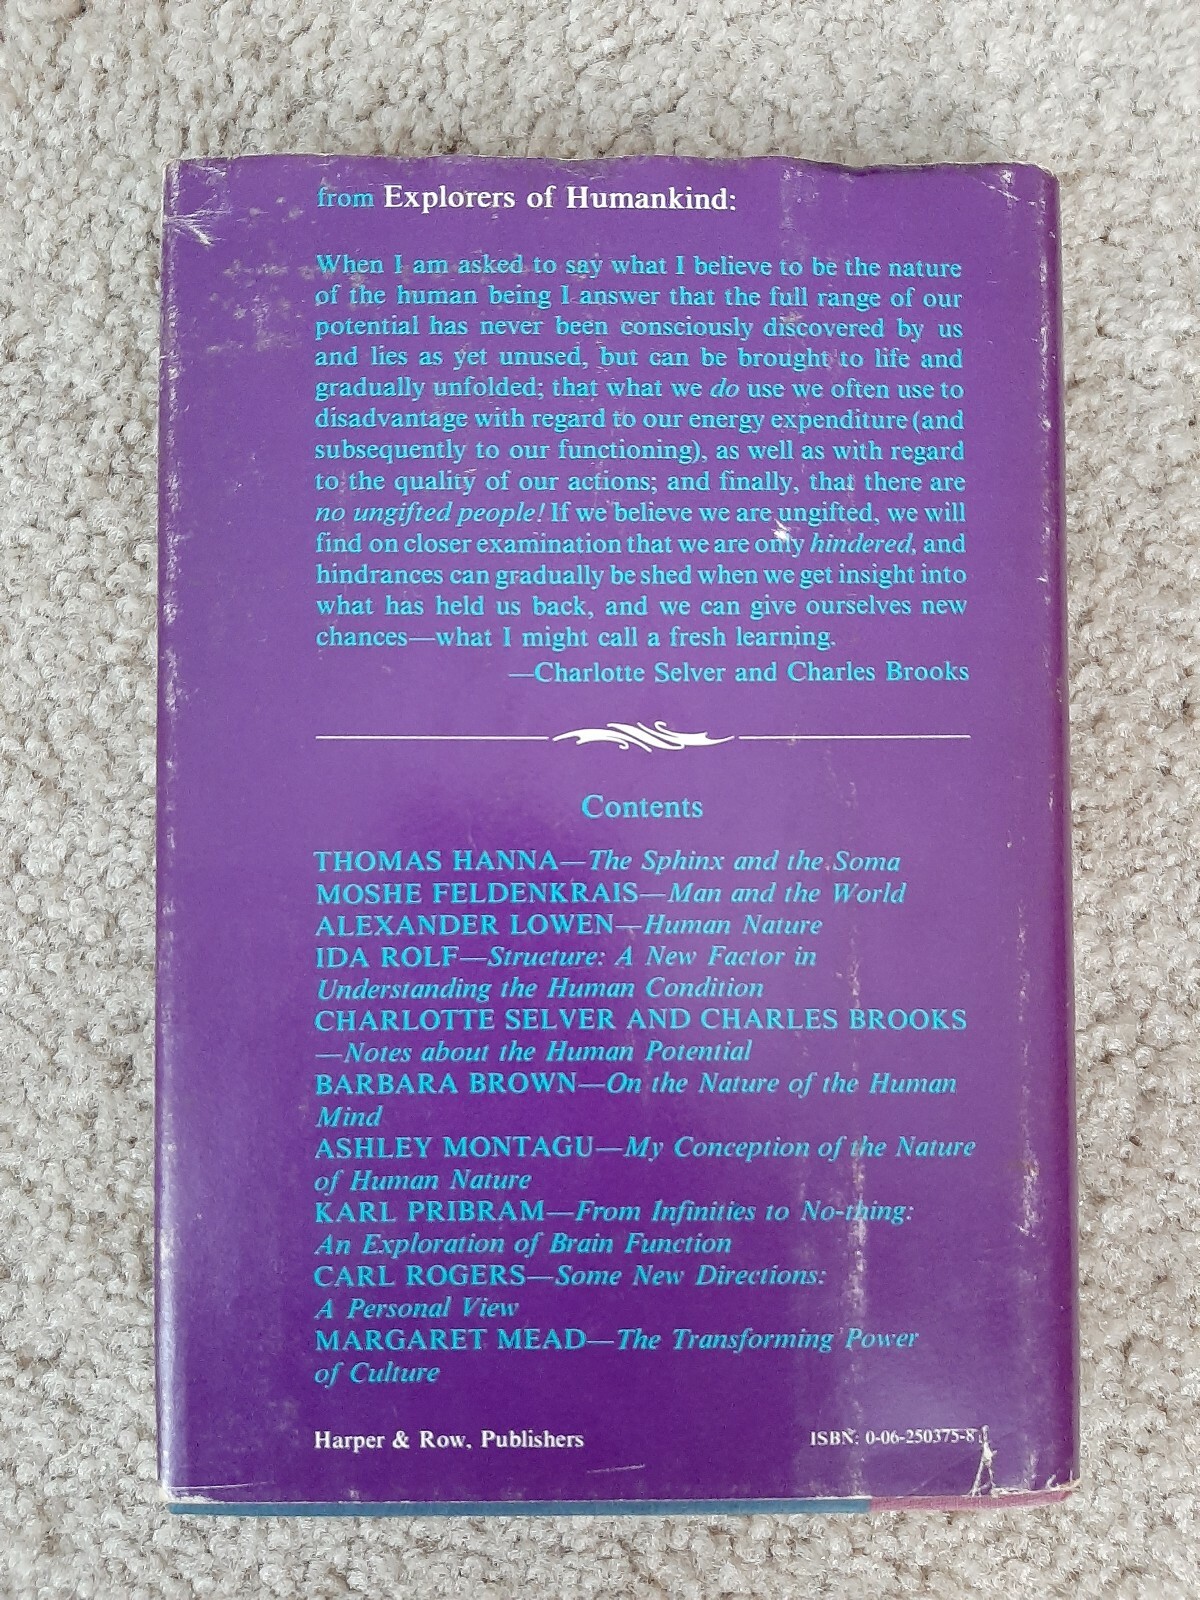 from Explorers of Humankind:
When I am asked to say what I believe to be the nature
of the human being I answer that the full range of our
potential has never been consciously discovered by us
and lies as yet unused, but can be brought to life and
gradually unfolded; that what we do use we often use to
disadvantage with regard to our energy expenditure (and
subsequently to our functioning), as well as with regard
to the quality of our actions; and finally, that there are
no ungifted people! If we believe we are ungifted, we will
find on closer examination that we are only hindered, and
hindrances can gradually be shed when we get insight into
what has held us back, and we can give ourselves new
chances—what I might call a fresh learning.
—Charlotte Selver and Charles Brooks
Contents
THOMAS HANNA—The Sphinx and the Soma
MOSHE FELDENKRAIS—Man and the World
ALEXANDER LOWEN—Human Nature
IDA ROLF—Structure: A New Factor in
Understanding the Human Condition
CHARLOTTE SELVER AND CHARLES BROOKS
—Notes about the Human Potential
BARBARA BROWN—On the Nature of the Human
Mind
ASHLEY MONTAGU—My Conception of the Nature
of Human Nature
KARL PRIBRAM—From Infinities to No-thing:
An Exploration of Brain Function
CARL ROGERS—Some New Directions:
A Personal View
MARGARET MEAD—The Transforming Power
of Culture
Harper & Row, Publishers
ISBN: 0-06-250375-8